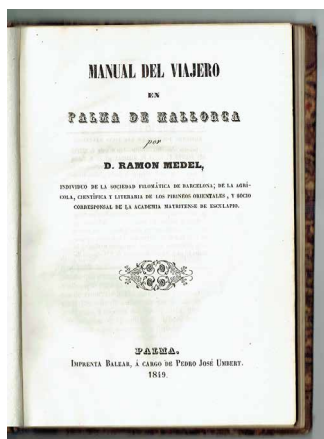 MANUAL DEL VIAJERO
EN
PALMA DE MALLORCA
por
D. RAMON MEDEL,
INDIVIDUO DE LA SOCIEDAD FILOMÁTICA DE BARCELONA; DE LA AGRÍ-
COLA, CIENTÍFICA Y LITERARIA DE LOS PIRINEOS ORIENTALES, Y SOCIO
CORRESPONSAL DE LA ACADEMIA MATRITENSE DE ESCULAPIO.
PALMA.
IMPRENTA BALEAR, Á CARGO DE PEDRO JOSÉ UMBERT.
1849.